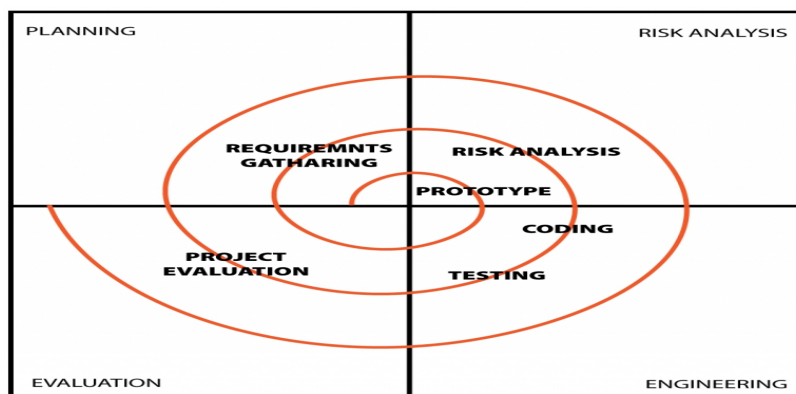 PLANNING
RISK ANALYSIS
REQUIREMNTS
GATHARING
RISK ANALYSIS
PROTOTYPE
CODING
PROJECT
EVALUATION
TESTING
EVALUATION
ENGINEERING